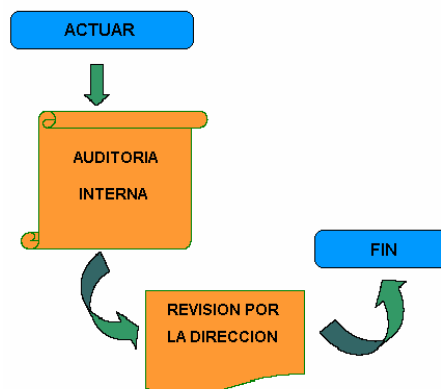 ACTUAR
AUDITORIA
INTERNA
FIN
REVISION POR
LA DIRECCION